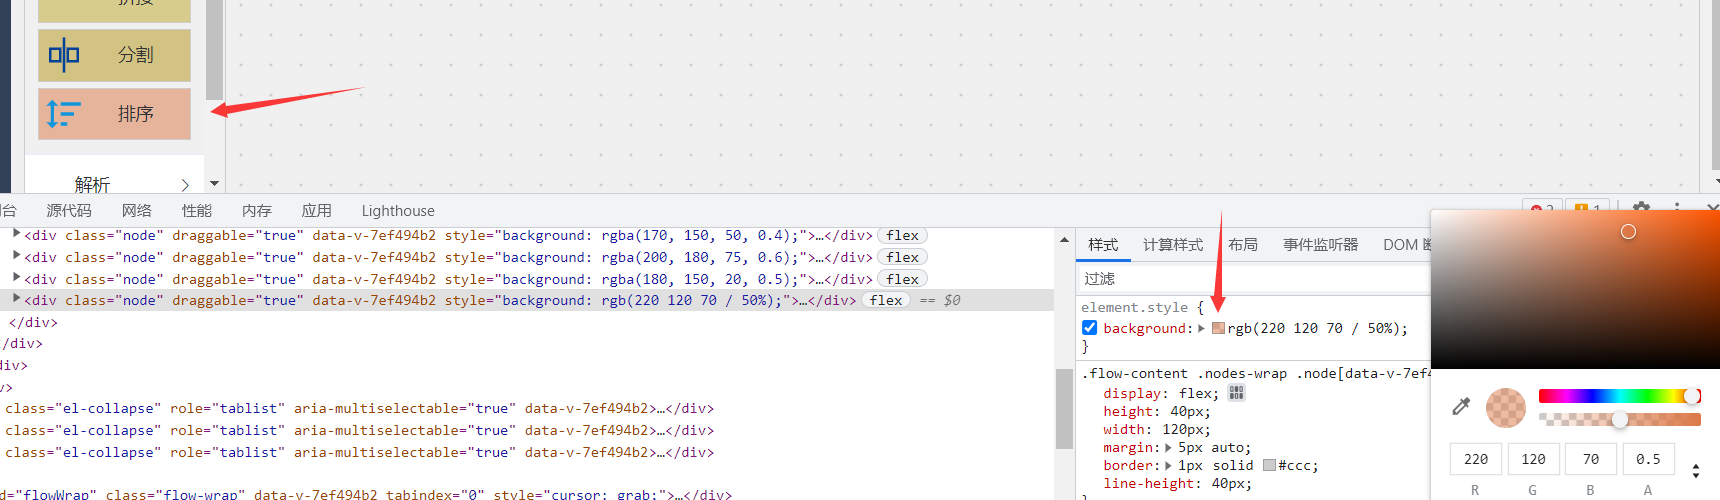 分割
排序
解析
源代码 网络 性能 内存 应用 Lighthouse
<div class="node" draggable="true" data-v-7ef494b2 style="background: rgba(170, 150, 50, 0.4);">…</div> flex
<div class="node" draggable="true" data-v-7ef494b2 style="background: rgba(200, 180, 75, 0.6);">…</div> flex
<div class="node" draggable="true" data-v-7ef494b2 style="background: rgba(180, 150, 20, 0.5);">…</div> flex
<div class="node" draggable="true" data-v-7ef494b2 style="background: rgb(220 120 70 / 50%);">…</div> flex == $0
</div>
/div>
div>
v>
class="el-collapse" role="tablist" aria-multiselectable="true" data-v-7ef494b2>…</div>
class="el-collapse" role="tablist" aria-multiselectable="true" data-v-7ef494b2>…</div>
class="el-collapse" role="tablist" aria-multiselectable="true" data-v-7ef494b2>…</div>
d="flowWrap" class="flow-wrap" data-v-7ef494b2 tabindex="0" style="cursor: grab;">…</div>
样式 计算样式 布局 事件监听器 DOM
过滤
element.style {
background: rgb(220 120 70 / 50%);
}
.flow-content .nodes-wrap .node[data-v-7ef4
display: flex;
height: 40px;
width: 120px;
margin: 5px auto;
border: 1px solid #ccc;
line-height: 40px;
220 120 70 0.5
R G B A